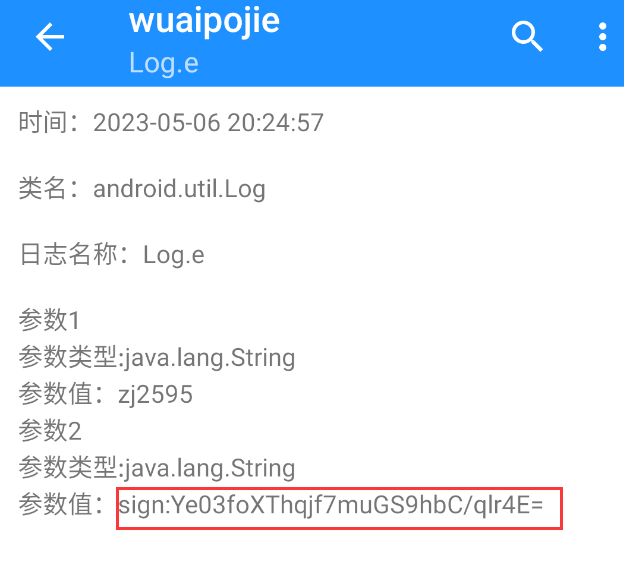 wuaipojie
Log.e
时间：2023-05-06 20:24:57
类名：android.util.Log
日志名称：Log.e
参数1
参数类型:java.lang.String
参数值：zj2595
参数2
参数类型:java.lang.String
参数值：sign:Ye03foXThqjf7muGS9hbC/qlr4E=